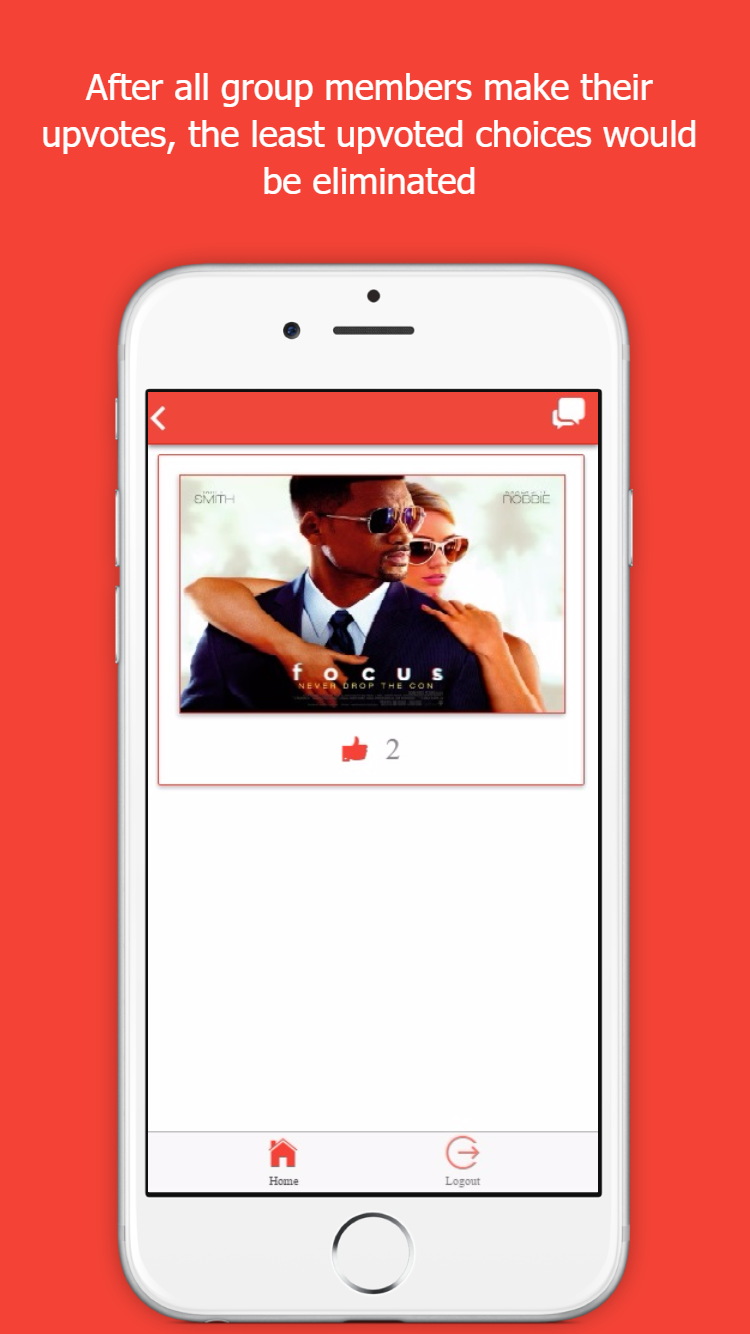 After all group members make their
upvotes, the least upvoted choices would
be eliminated
SMITH
ROBBIE
focus
NEVER DROP THE CON
2
Home
Logout